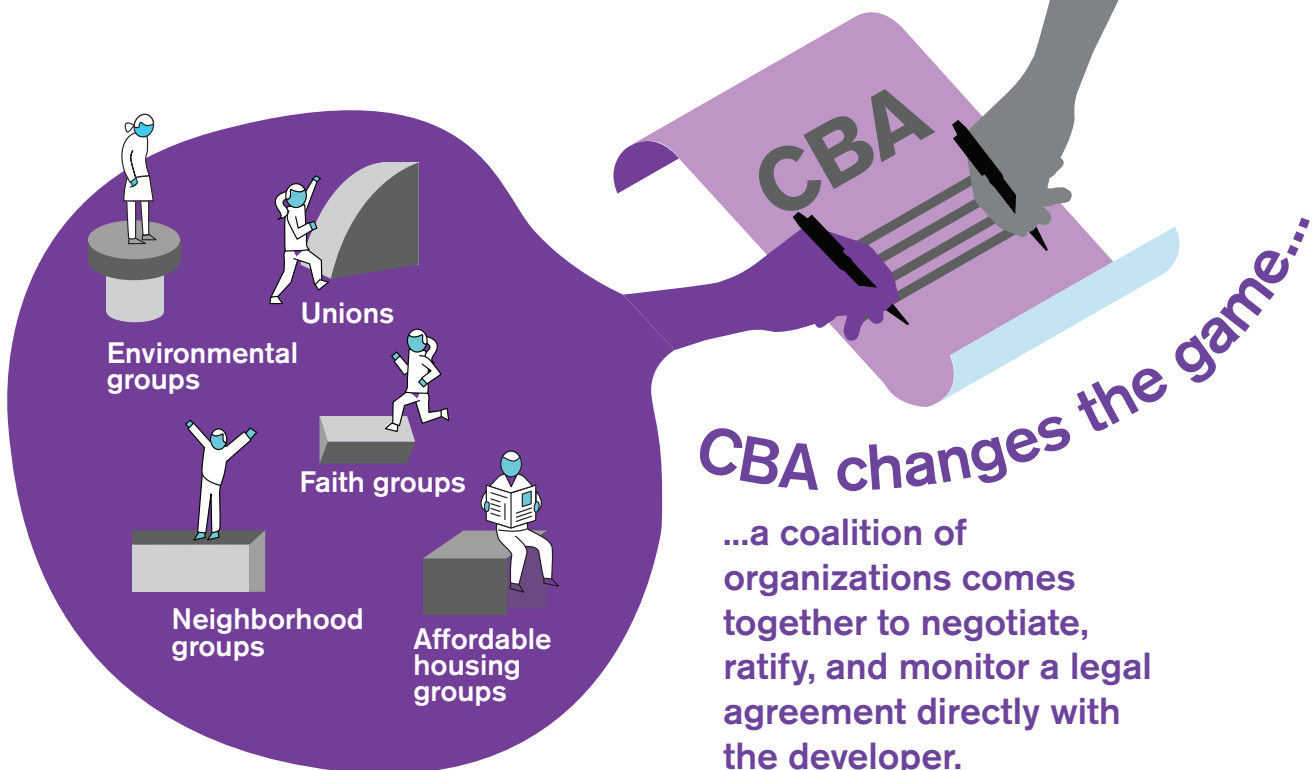 CBA
Unions
Environmental
groups
Faith groups
Neighborhood
groups
Affordable
housing
groups
CBA changes the game...
...a coalition of
organizations comes
together to negotiate,
ratify, and monitor a legal
agreement directly with
the developer.